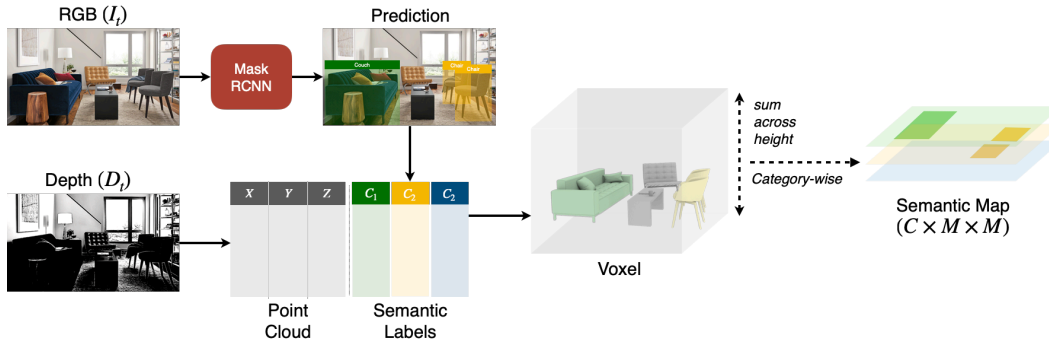 RGB (I_t)
Prediction
Mask
RCNN
Couch
Chair
Chair
Depth (D_t)
X Y Z C_1 C_2 C_2
Point
Cloud
Semantic
Labels
Voxel
sum
across
height
Category-wise
Semantic Map
(C × M × M)